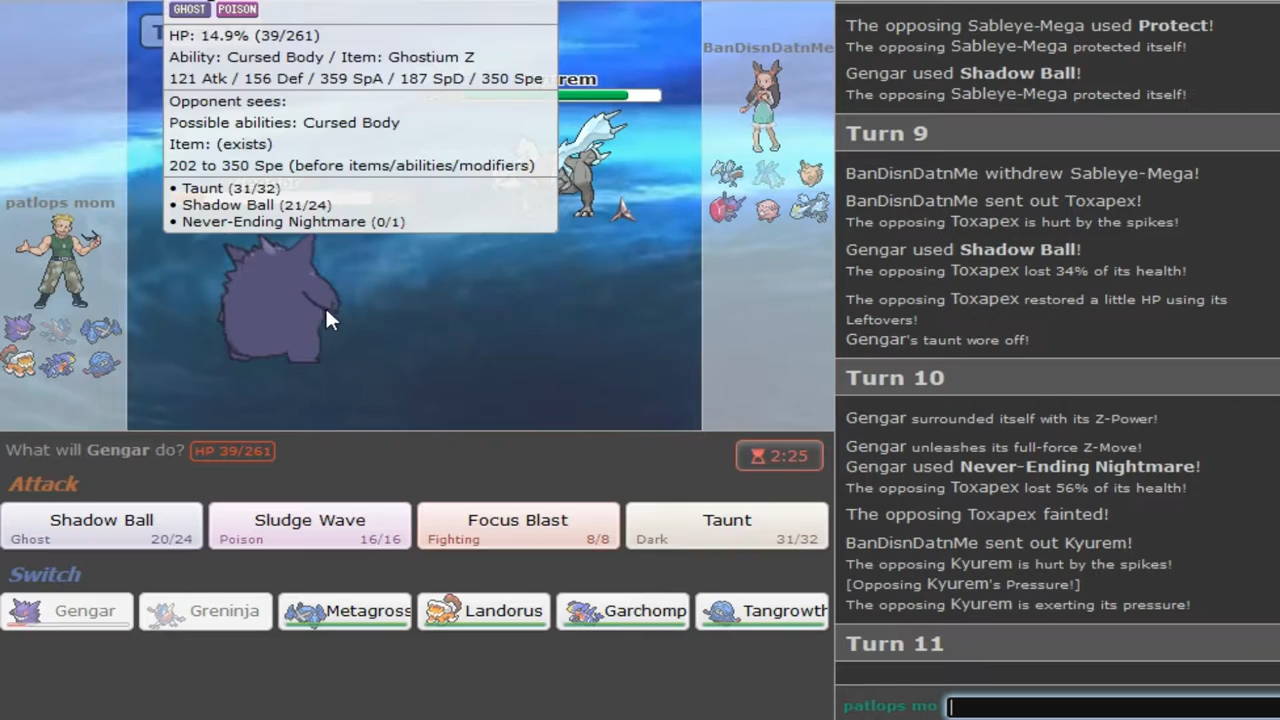 GHOST POISON
HP: 14.9% (39/261)
Ability: Cursed Body / Item: Ghostium Z
121 Atk / 156 Def / 359 SpA / 187 SpD / 350 Spe
Opponent sees:
Possible abilities: Cursed Body
Item: (exists)
202 to 350 Spe (before items/abilities/modifiers)
• Taunt (31/32)
• Shadow Ball (21/24)
• Never-Ending Nightmare (0/1)
BanDisnDatnMe
patlops mom
What will Gengar do? HP 39/261
2:25
Attack
Shadow Ball
Ghost 20/24
Sludge Wave
Poison 16/16
Focus Blast
Fighting 8/8
Taunt
Dark 31/32
Switch
Gengar
Greninja
Metagross
Landorus
Garchomp
Tangrowth
The opposing Sableye-Mega used Protect!
The opposing Sableye-Mega protected itself!
Gengar used Shadow Ball!
The opposing Sableye-Mega protected itself!
Turn 9
BanDisnDatnMe withdrew Sableye-Mega!
BanDisnDatnMe sent out Toxapex!
The opposing Toxapex is hurt by the spikes!
Gengar used Shadow Ball!
The opposing Toxapex lost 34% of its health!
The opposing Toxapex restored a little HP using its
Leftovers!
Gengar's taunt wore off!
Turn 10
Gengar surrounded itself with its Z-Power!
Gengar unleashes its full-force Z-Move!
Gengar used Never-Ending Nightmare!
The opposing Toxapex lost 56% of its health!
The opposing Toxapex fainted!
BanDisnDatnMe sent out Kyurem!
The opposing Kyurem is hurt by the spikes!
[Opposing Kyurem's Pressure!]
The opposing Kyurem is exerting its pressure!
Turn 11
patlops mo